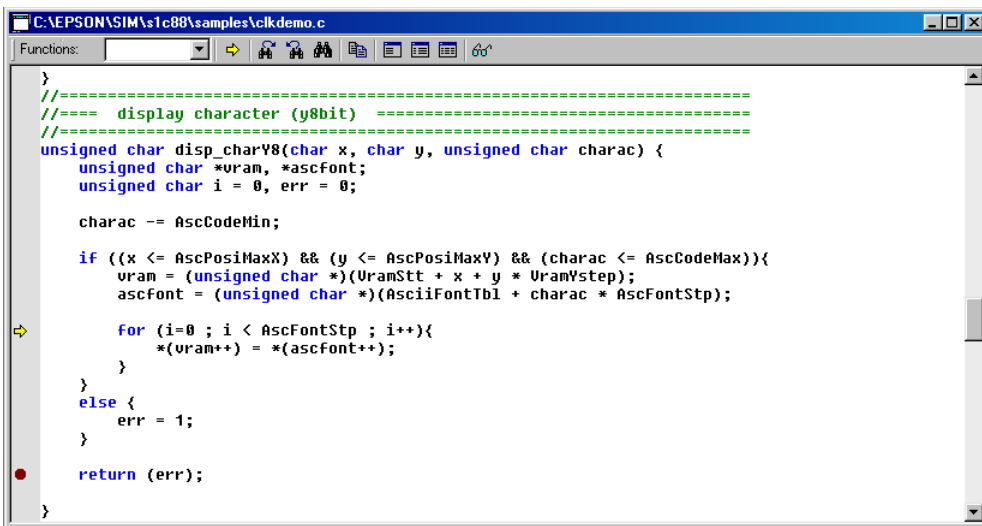 C:\EPSON\SIM\s1c88\samples\clkdemo.c
Functions:
}
//=======================================================================
//====  display character (y8bit)  ======================================
//=======================================================================
unsigned char disp_charY8(char x, char y, unsigned char charac) {
    unsigned char *vram, *ascfont;
    unsigned char i = 0, err = 0;

    charac -= AscCodeMin;

    if ((x <= AscPosiMaxX) && (y <= AscPosiMaxY) && (charac <= AscCodeMax)){
        vram = (unsigned char *)(VramStt + x + y * VramYstep);
        ascfont = (unsigned char *)(AsciiFontTbl + charac * AscFontStp);

        for (i=0 ; i < AscFontStp ; i++){
            *(vram++) = *(ascfont++);
        }
    }
    else {
        err = 1;
    }

    return (err);

}